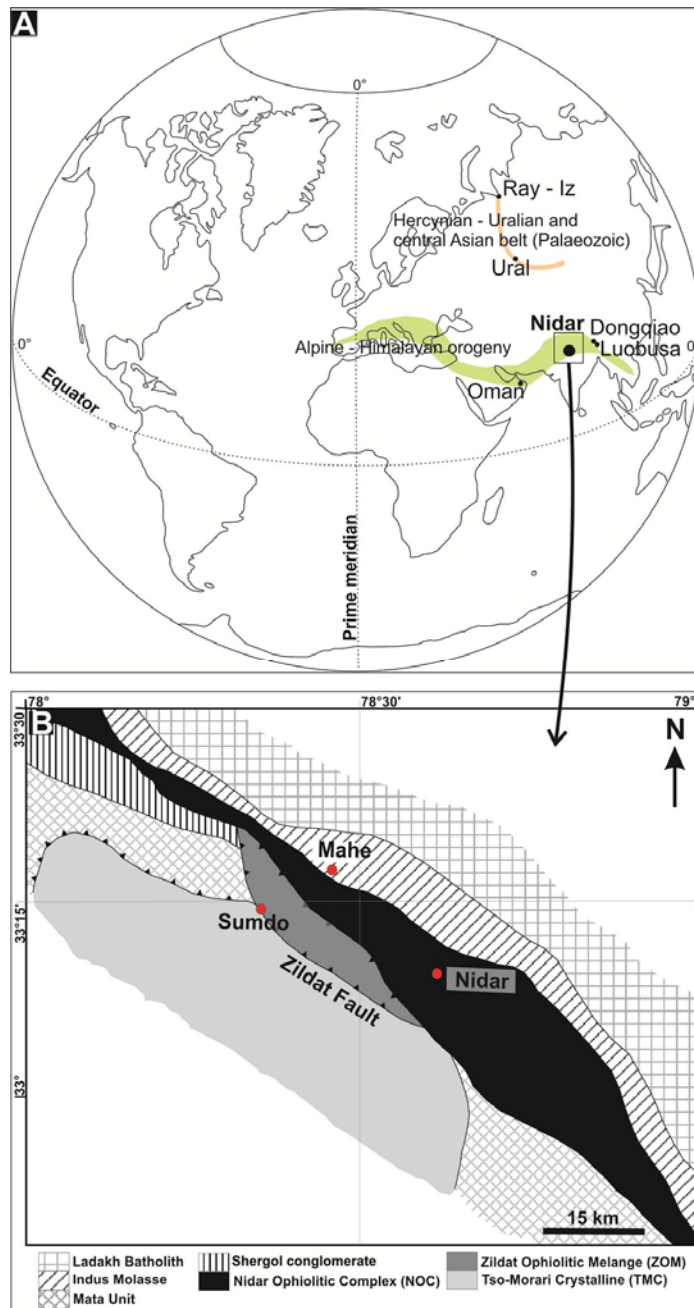 A
0°
Ray - Iz
Hercynian - Uralian and
central Asian belt (Palaeozoic)
Ural
Nidar
Dongqiao
Luobusa
0°
0
Alpine - Himalayan orogeny
Oman
Equator
Prime meridian
B
78°
78°30'
79°
33°30
N
Mahe
33°15'
Sumdo
Nidar
Zildat Fault
33°
15 km
Ladakh Batholith
Shergol conglomerate
Zildat Ophiolitic Melange (ZOM)
Indus Molasse
Nidar Ophiolitic Complex (NOC)
Tso-Morari Crystalline (TMC)
Mata Unit